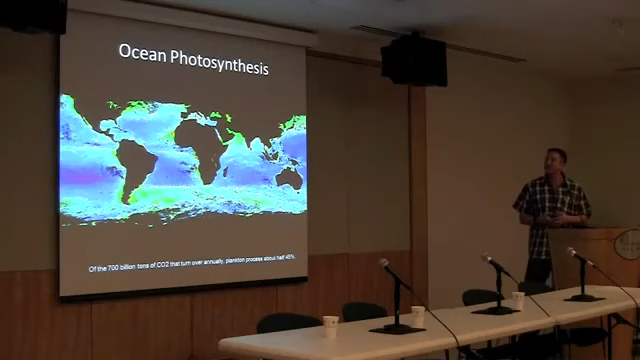 Ocean Photosynthesis
Of the 700 billion tons of CO2 that turn over annually, plankton process about half 45%